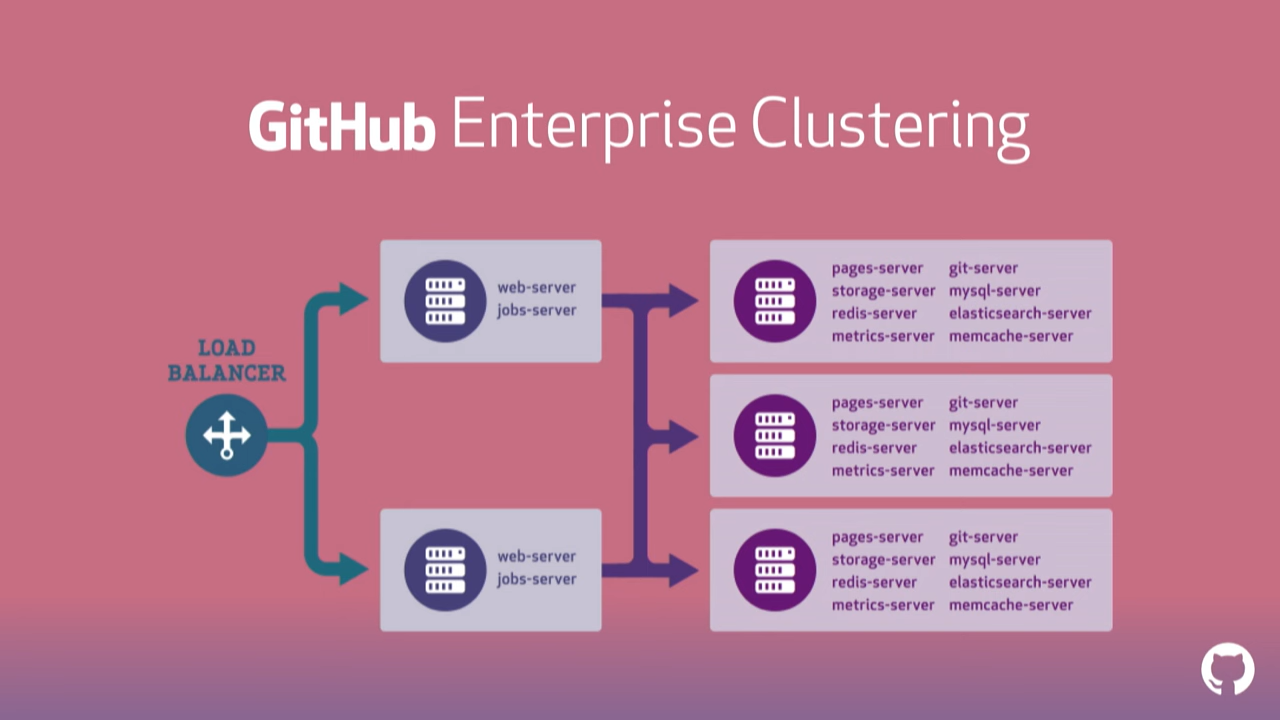 GitHub Enterprise Clustering
LOAD
BALANCER
web-server
jobs-server
web-server
jobs-server
pages-server git-server
storage-server mysql-server
redis-server elasticsearch-server
metrics-server memcache-server
pages-server git-server
storage-server mysql-server
redis-server elasticsearch-server
metrics-server memcache-server
pages-server git-server
storage-server mysql-server
redis-server elasticsearch-server
metrics-server memcache-server